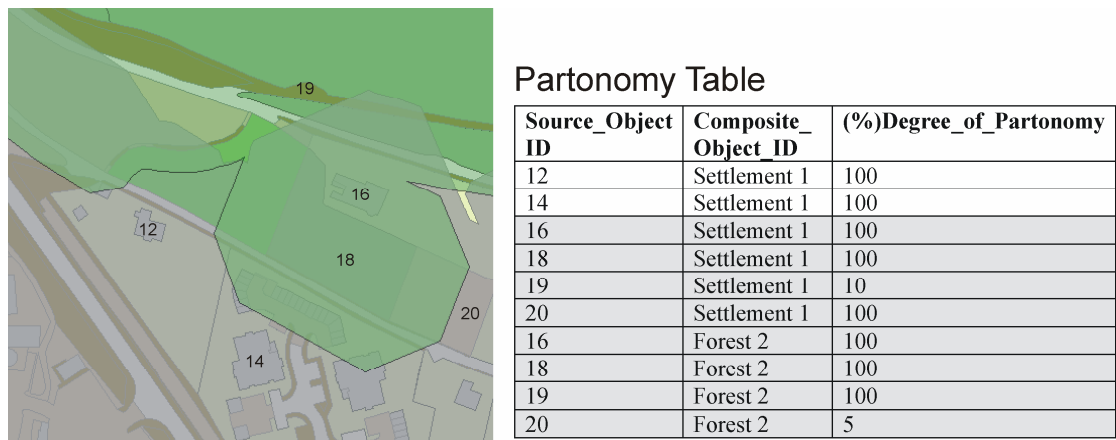 19
16
12
18
20
14
Partonomy Table
Source_Object Composite_ (%)Degree_of_Partonomy
ID Object_ID
12 Settlement 1 100
14 Settlement 1 100
16 Settlement 1 100
18 Settlement 1 100
19 Settlement 1 10
20 Settlement 1 100
16 Forest 2 100
18 Forest 2 100
19 Forest 2 100
20 Forest 2 5